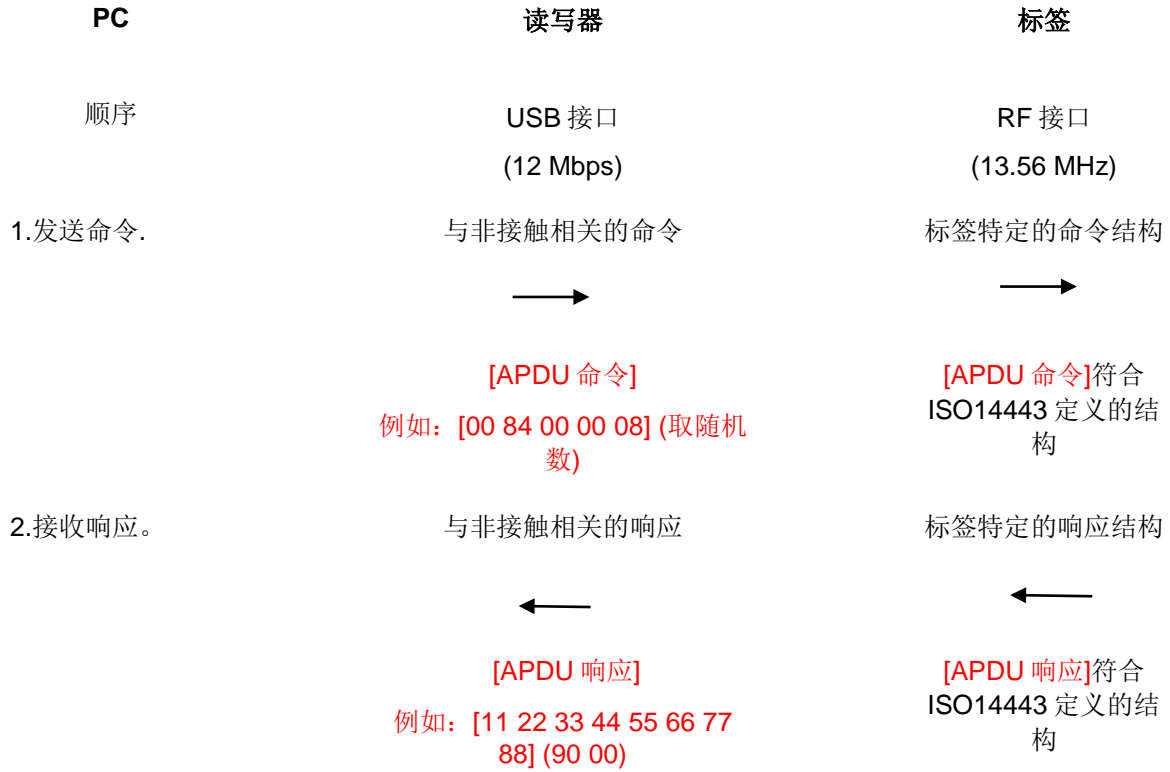 PC 读写器 标签
顺序 USB 接口 RF 接口
(12 Mbps) (13.56 MHz)
1.发送命令. 与非接触相关的命令 标签特定的命令结构
[APDU 命令] [APDU 命令]符合
例如：[00 84 00 00 08] (取随机 ISO14443 定义的结
数) 构
2.接收响应。 与非接触相关的响应 标签特定的响应结构
[APDU 响应] [APDU 响应]符合
例如：[11 22 33 44 55 66 77 ISO14443 定义的结
88] (90 00) 构